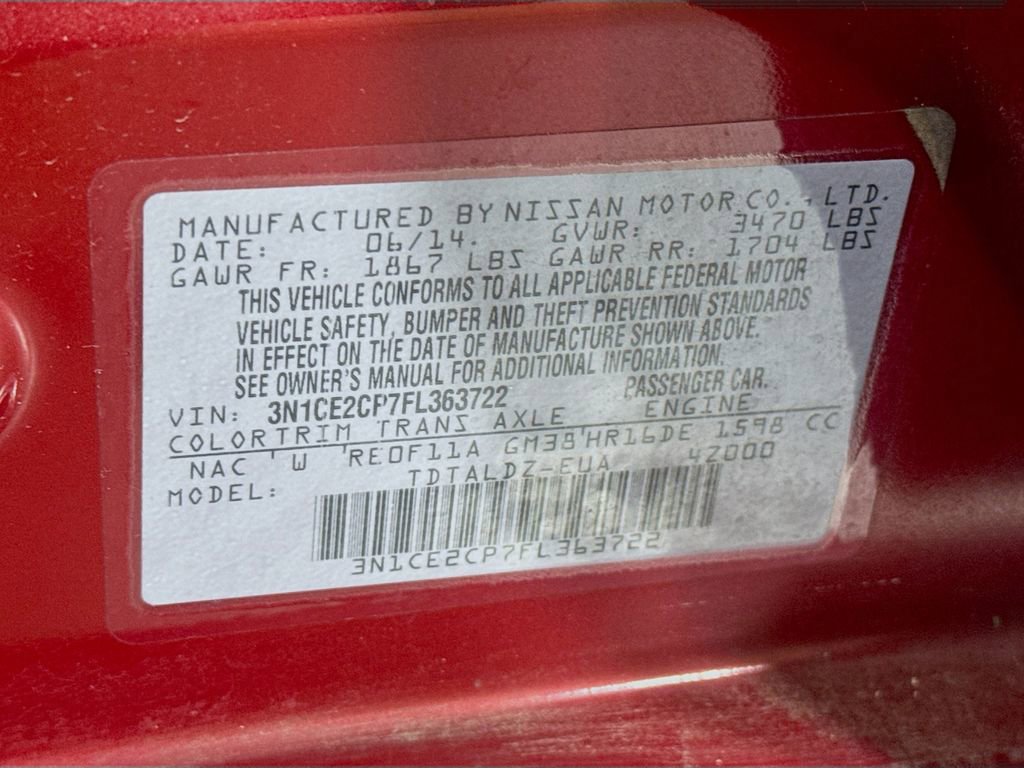 MANUFACTURED BY NISSAN MOTOR CO., LTD.
DATE: 06/14. GVWR: 3470 LBS
GAWR FR: 1867 LBS GAWR RR: 1704 LBS
THIS VEHICLE CONFORMS TO ALL APPLICABLE FEDERAL MOTOR
VEHICLE SAFETY, BUMPER AND THEFT PREVENTION STANDARDS
IN EFFECT ON THE DATE OF MANUFACTURE SHOWN ABOVE.
SEE OWNER'S MANUAL FOR ADDITIONAL INFORMATION.
VIN: 3N1CE2CP7FL363722 PASSENGER CAR.
COLOR TRIM TRANS AXLE ENGINE
NAC ' W ' RE0F11A GM38 ' HR16DE 1598 CC
MODEL: TDTALDZ-EUA 42000
3N1CE2CP7FL363722